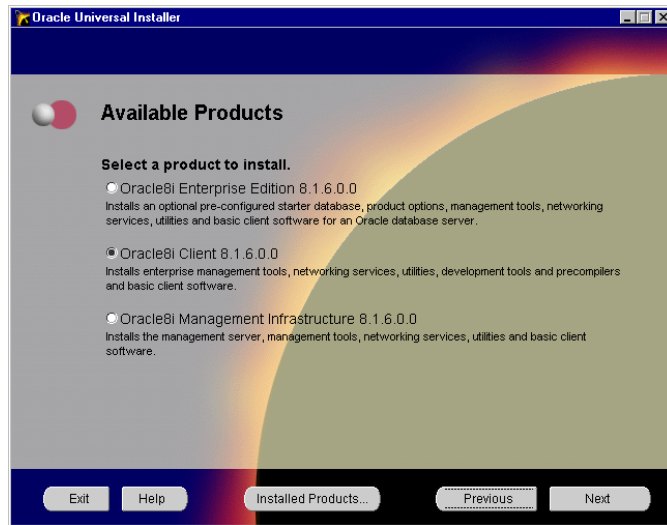 Oracle Universal Installer
Available Products
Select a product to install.
Oracle8i Enterprise Edition 8.1.6.0.0
Installs an optional pre-configured starter database, product options, management tools, networking
services, utilities and basic client software for an Oracle database server.
Oracle8i Client 8.1.6.0.0
Installs enterprise management tools, networking services, utilities, development tools and precompilers
and basic client software.
Oracle8i Management Infrastructure 8.1.6.0.0
Installs the management server, management tools, networking services, utilities and basic client
software.
Exit Help Installed Products... Previous Next